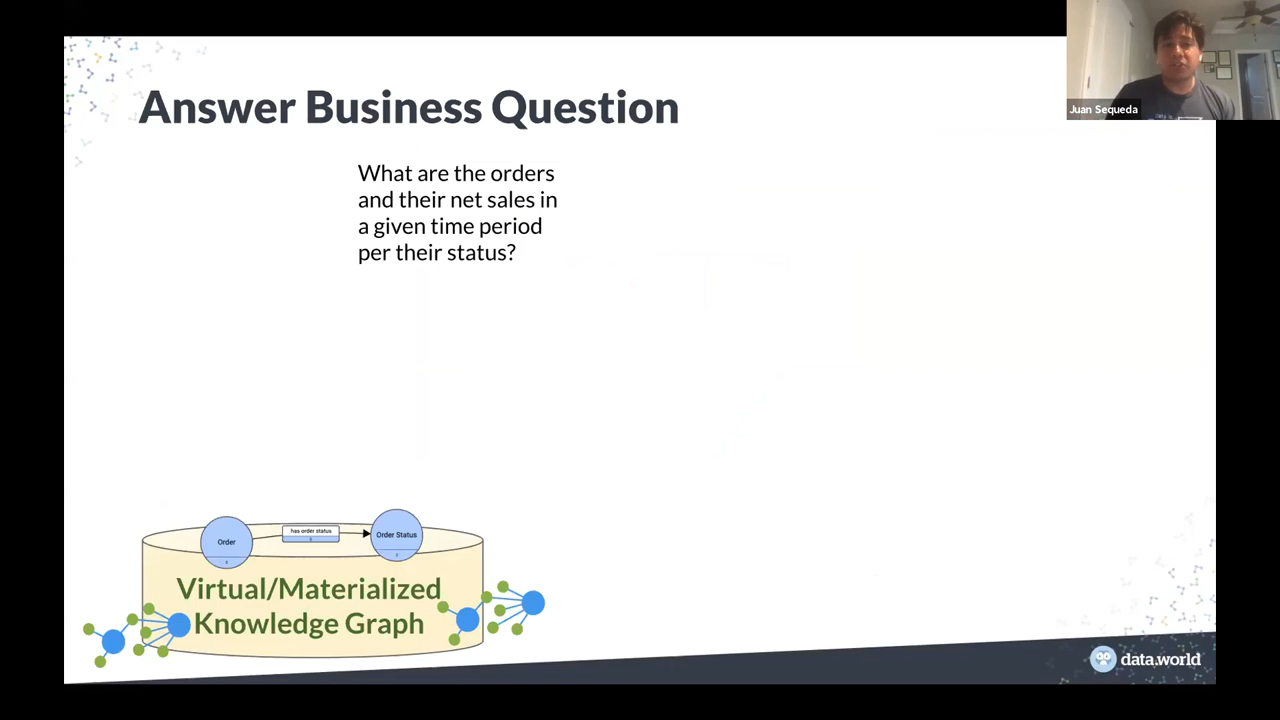 Juan Sequeda
Answer Business Question
What are the orders
and their net sales in
a given time period
per their status?
has order status
Order
Order Status
Virtual/Materialized
Knowledge Graph
data.world